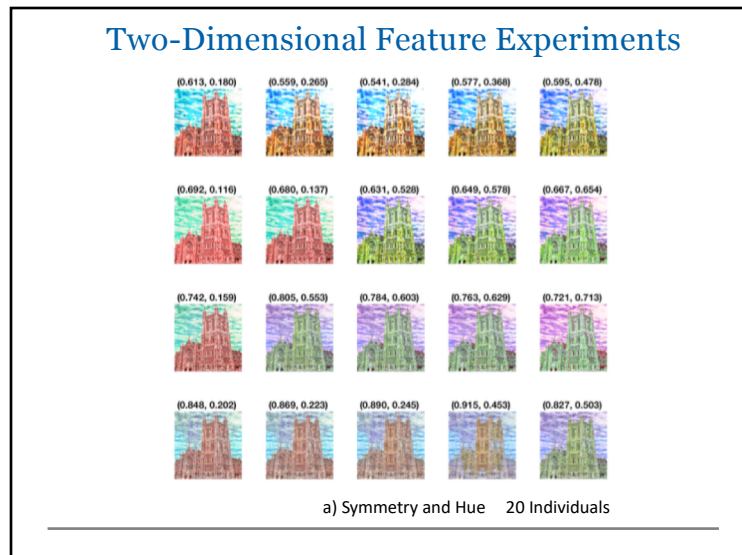 Two-Dimensional Feature Experiments
(0.613, 0.180) (0.559, 0.265) (0.541, 0.284) (0.577, 0.368) (0.595, 0.478)
(0.692, 0.116) (0.680, 0.137) (0.631, 0.528) (0.649, 0.578) (0.667, 0.654)
(0.742, 0.159) (0.805, 0.553) (0.784, 0.603) (0.763, 0.629) (0.721, 0.713)
(0.848, 0.202) (0.869, 0.223) (0.890, 0.245) (0.915, 0.453) (0.827, 0.503)
a) Symmetry and Hue 20 Individuals